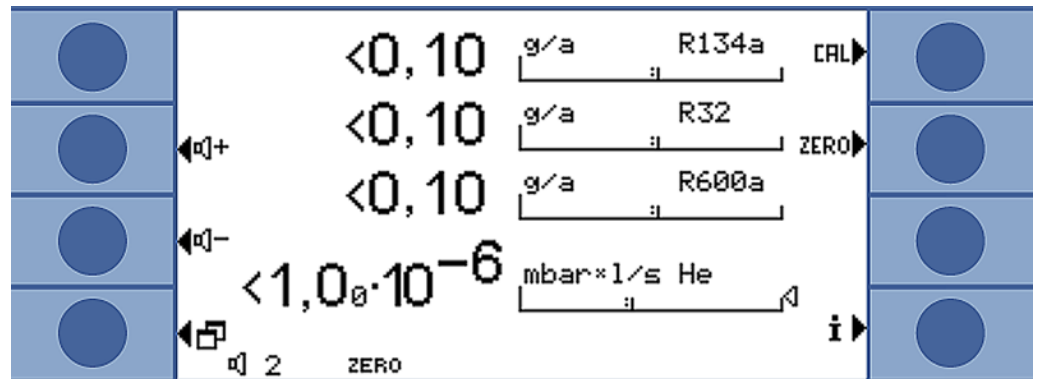 <0,10 g/a R134a CAL
<0,10 g/a R32 ZERO
+
<0,10 g/a R600a
-
<1,00·10⁻⁶ mbar×l/s He
i
2 ZERO